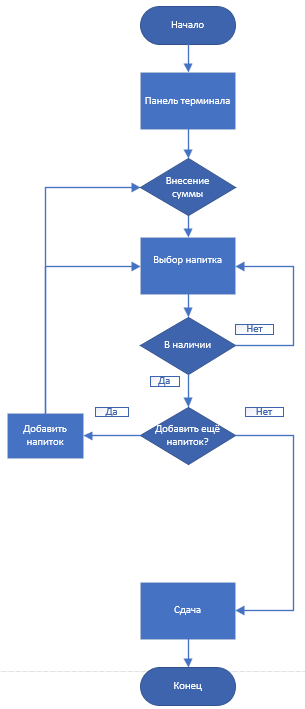 Начало
Панель терминала
Внесение
суммы
Выбор напитка
Нет
В наличии
Да
Да
Нет
Добавить
напиток
Добавить ещё
напиток?
Сдача
Конец